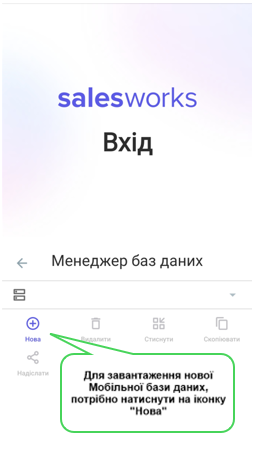 salesworks
Вхід
Менеджер баз даних
Нова Видалити Стиснути Скопіювати
Надіслати
Для завантаження нової
Мобільної бази даних,
потрібно натиснути на іконку
"Нова"